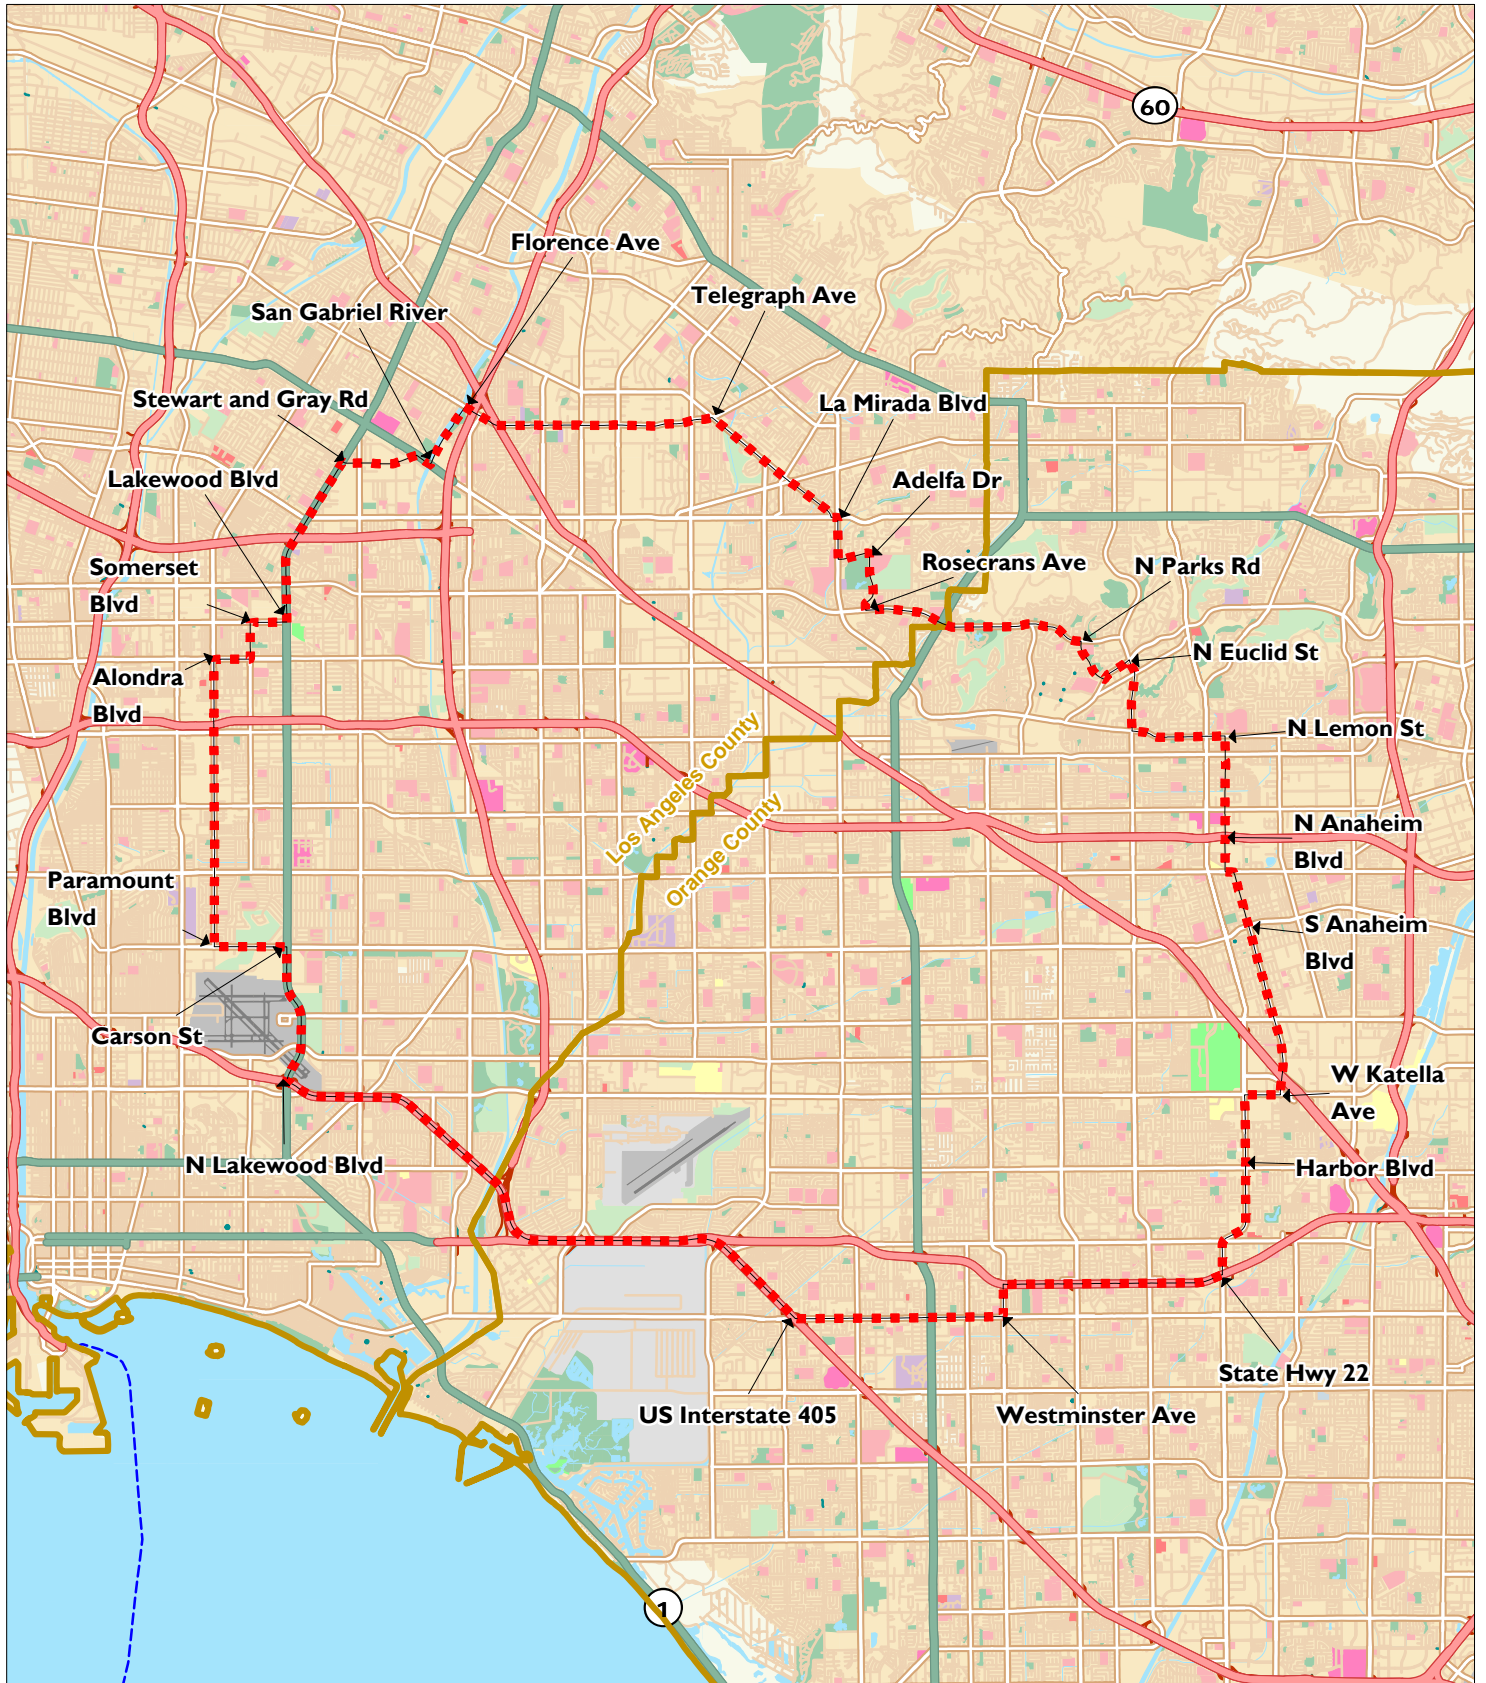 60
Florence Ave
Telegraph Ave
San Gabriel River
Stewart and Gray Rd
La Mirada Blvd
Lakewood Blvd
Adelfa Dr
Somerset
Blvd
Rosecrans Ave
N Parks Rd
N Euclid St
Alondra
Blvd
N Lemon St
Los Angeles County
Orange County
N Anaheim
Blvd
Paramount
Blvd
S Anaheim
Blvd
Carson St
W Katella
Ave
N Lakewood Blvd
Harbor Blvd
State Hwy 22
US Interstate 405
Westminster Ave
1